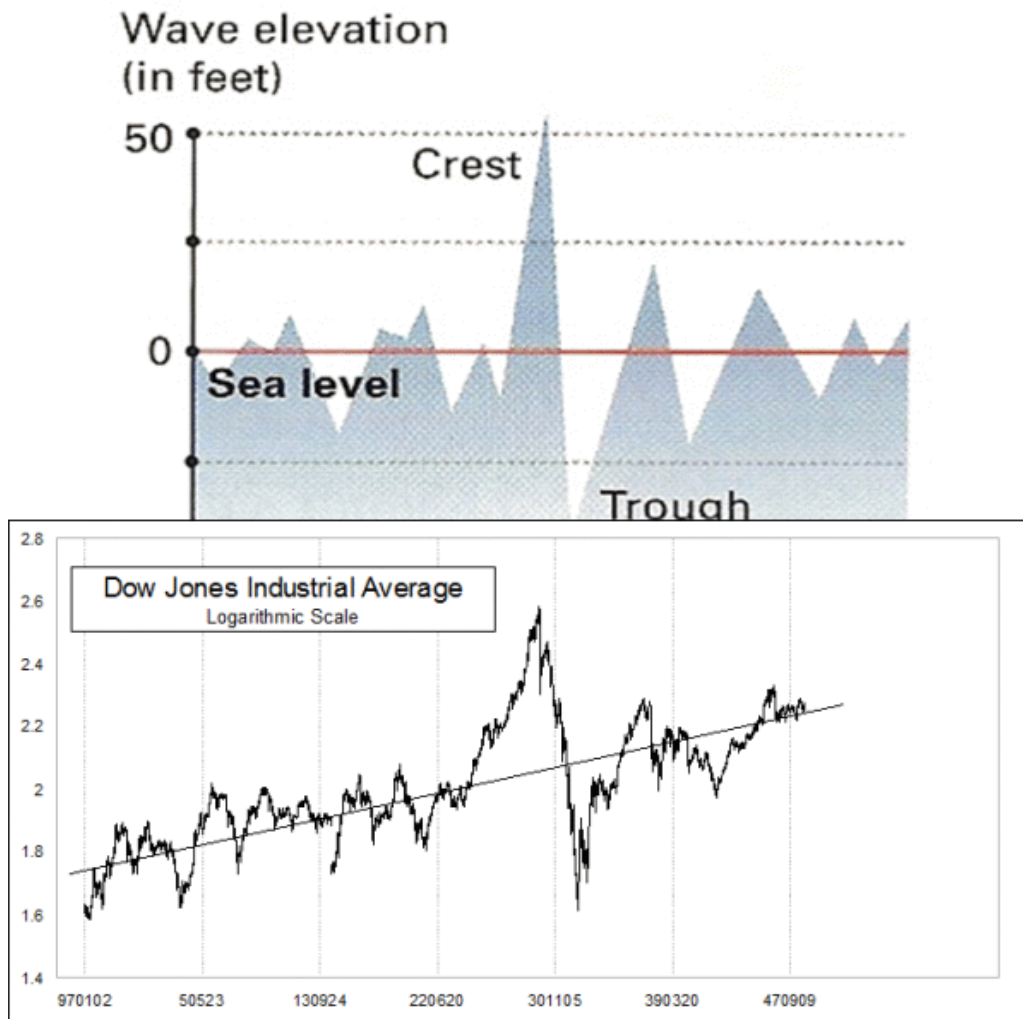 Wave elevation
(in feet)
50
Crest
0
Sea level
Trough
2.8
Dow Jones Industrial Average
Logarithmic Scale
2.6
2.4
2.2
2
1.8
1.6
1.4
970102 50523 130924 220620 301105 390320 470909